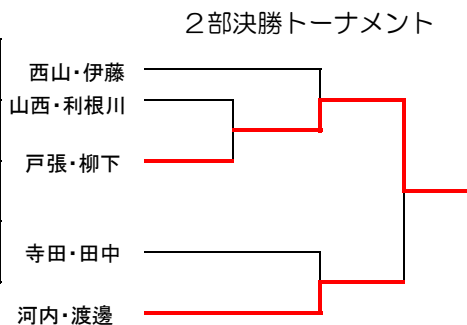 ２部決勝トーナメント
西山・伊藤
山西・利根川
戸張・柳下
寺田・田中
河内・渡邊